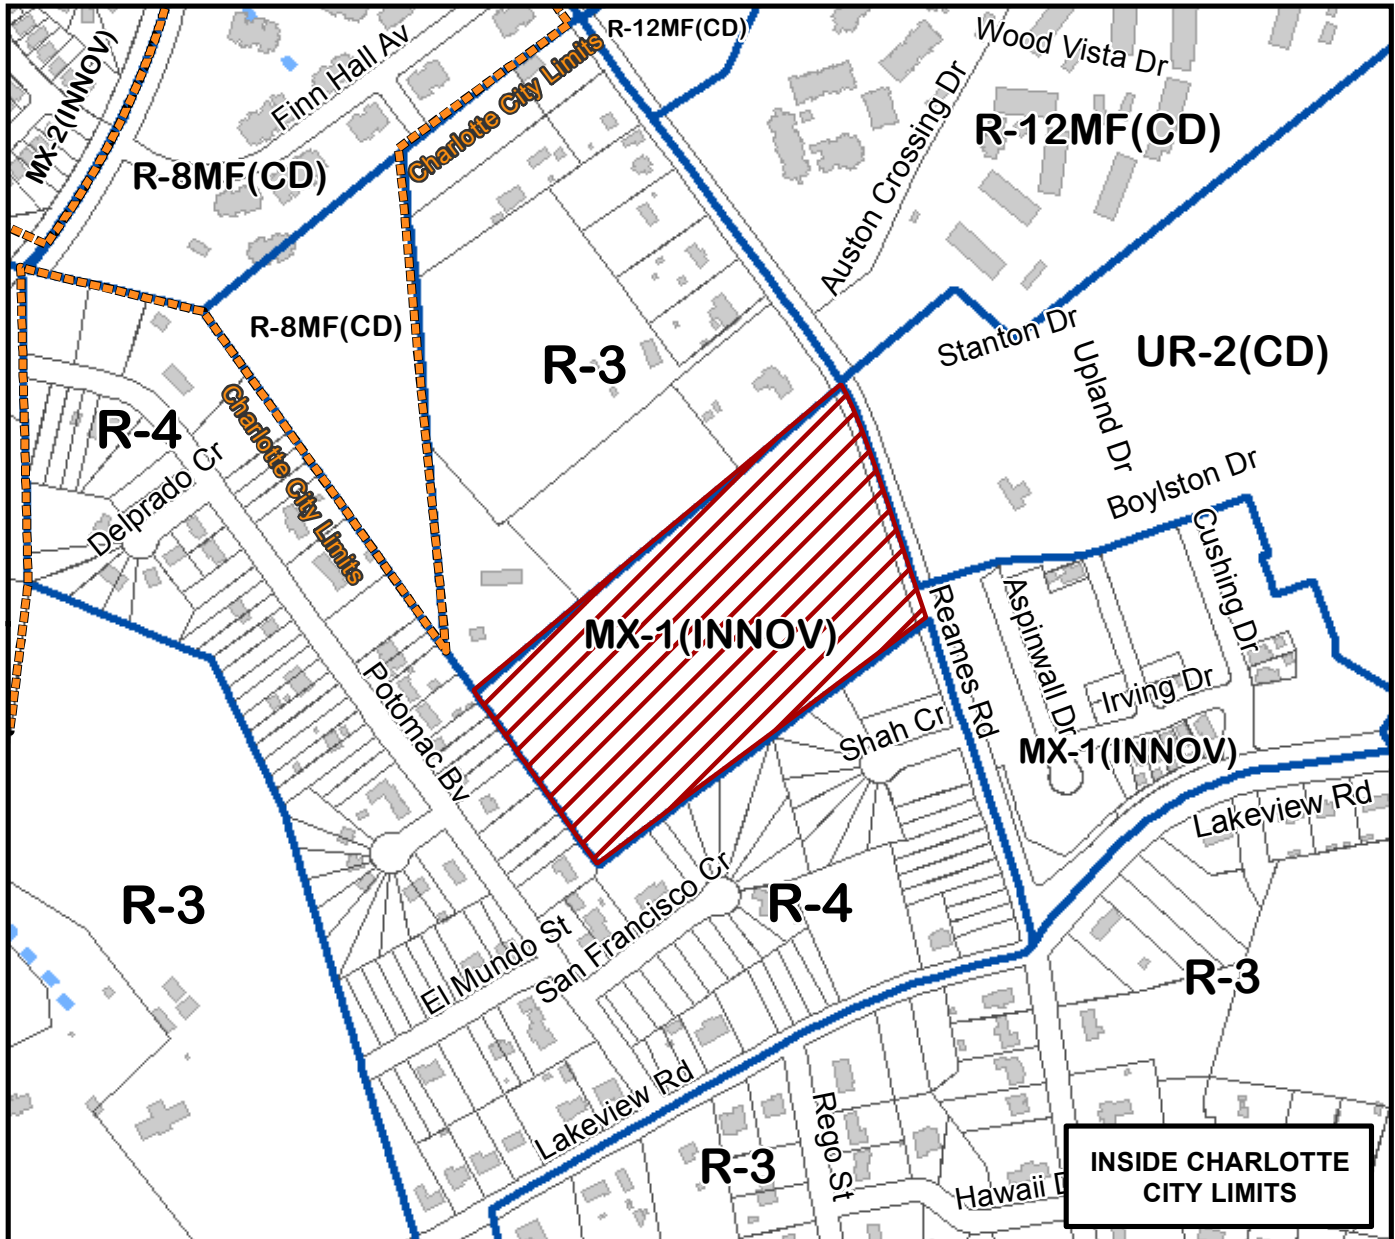 R-12MF(CD)
Wood Vista Dr
MX-2(INNOV)
Finn Hall Av
Charlotte City Limits
Auston Crossing Dr
R-12MF(CD)
R-8MF(CD)
R-8MF(CD)
R-3
Stanton Dr
UR-2(CD)
Upland Dr
R-4
Charlotte City Limits
Delprado Cr
Boylston Dr
Cushing Dr
MX-1(INNOV)
Reames Rd
Aspinwall Dr
Irving Dr
Potomac Bv
Shah Cr
MX-1(INNOV)
Lakeview Rd
R-3
R-4
San Francisco Cr
El Mundo St
R-3
Lakeview Rd
Rego St
R-3
Hawaii D
INSIDE CHARLOTTE
CITY LIMITS